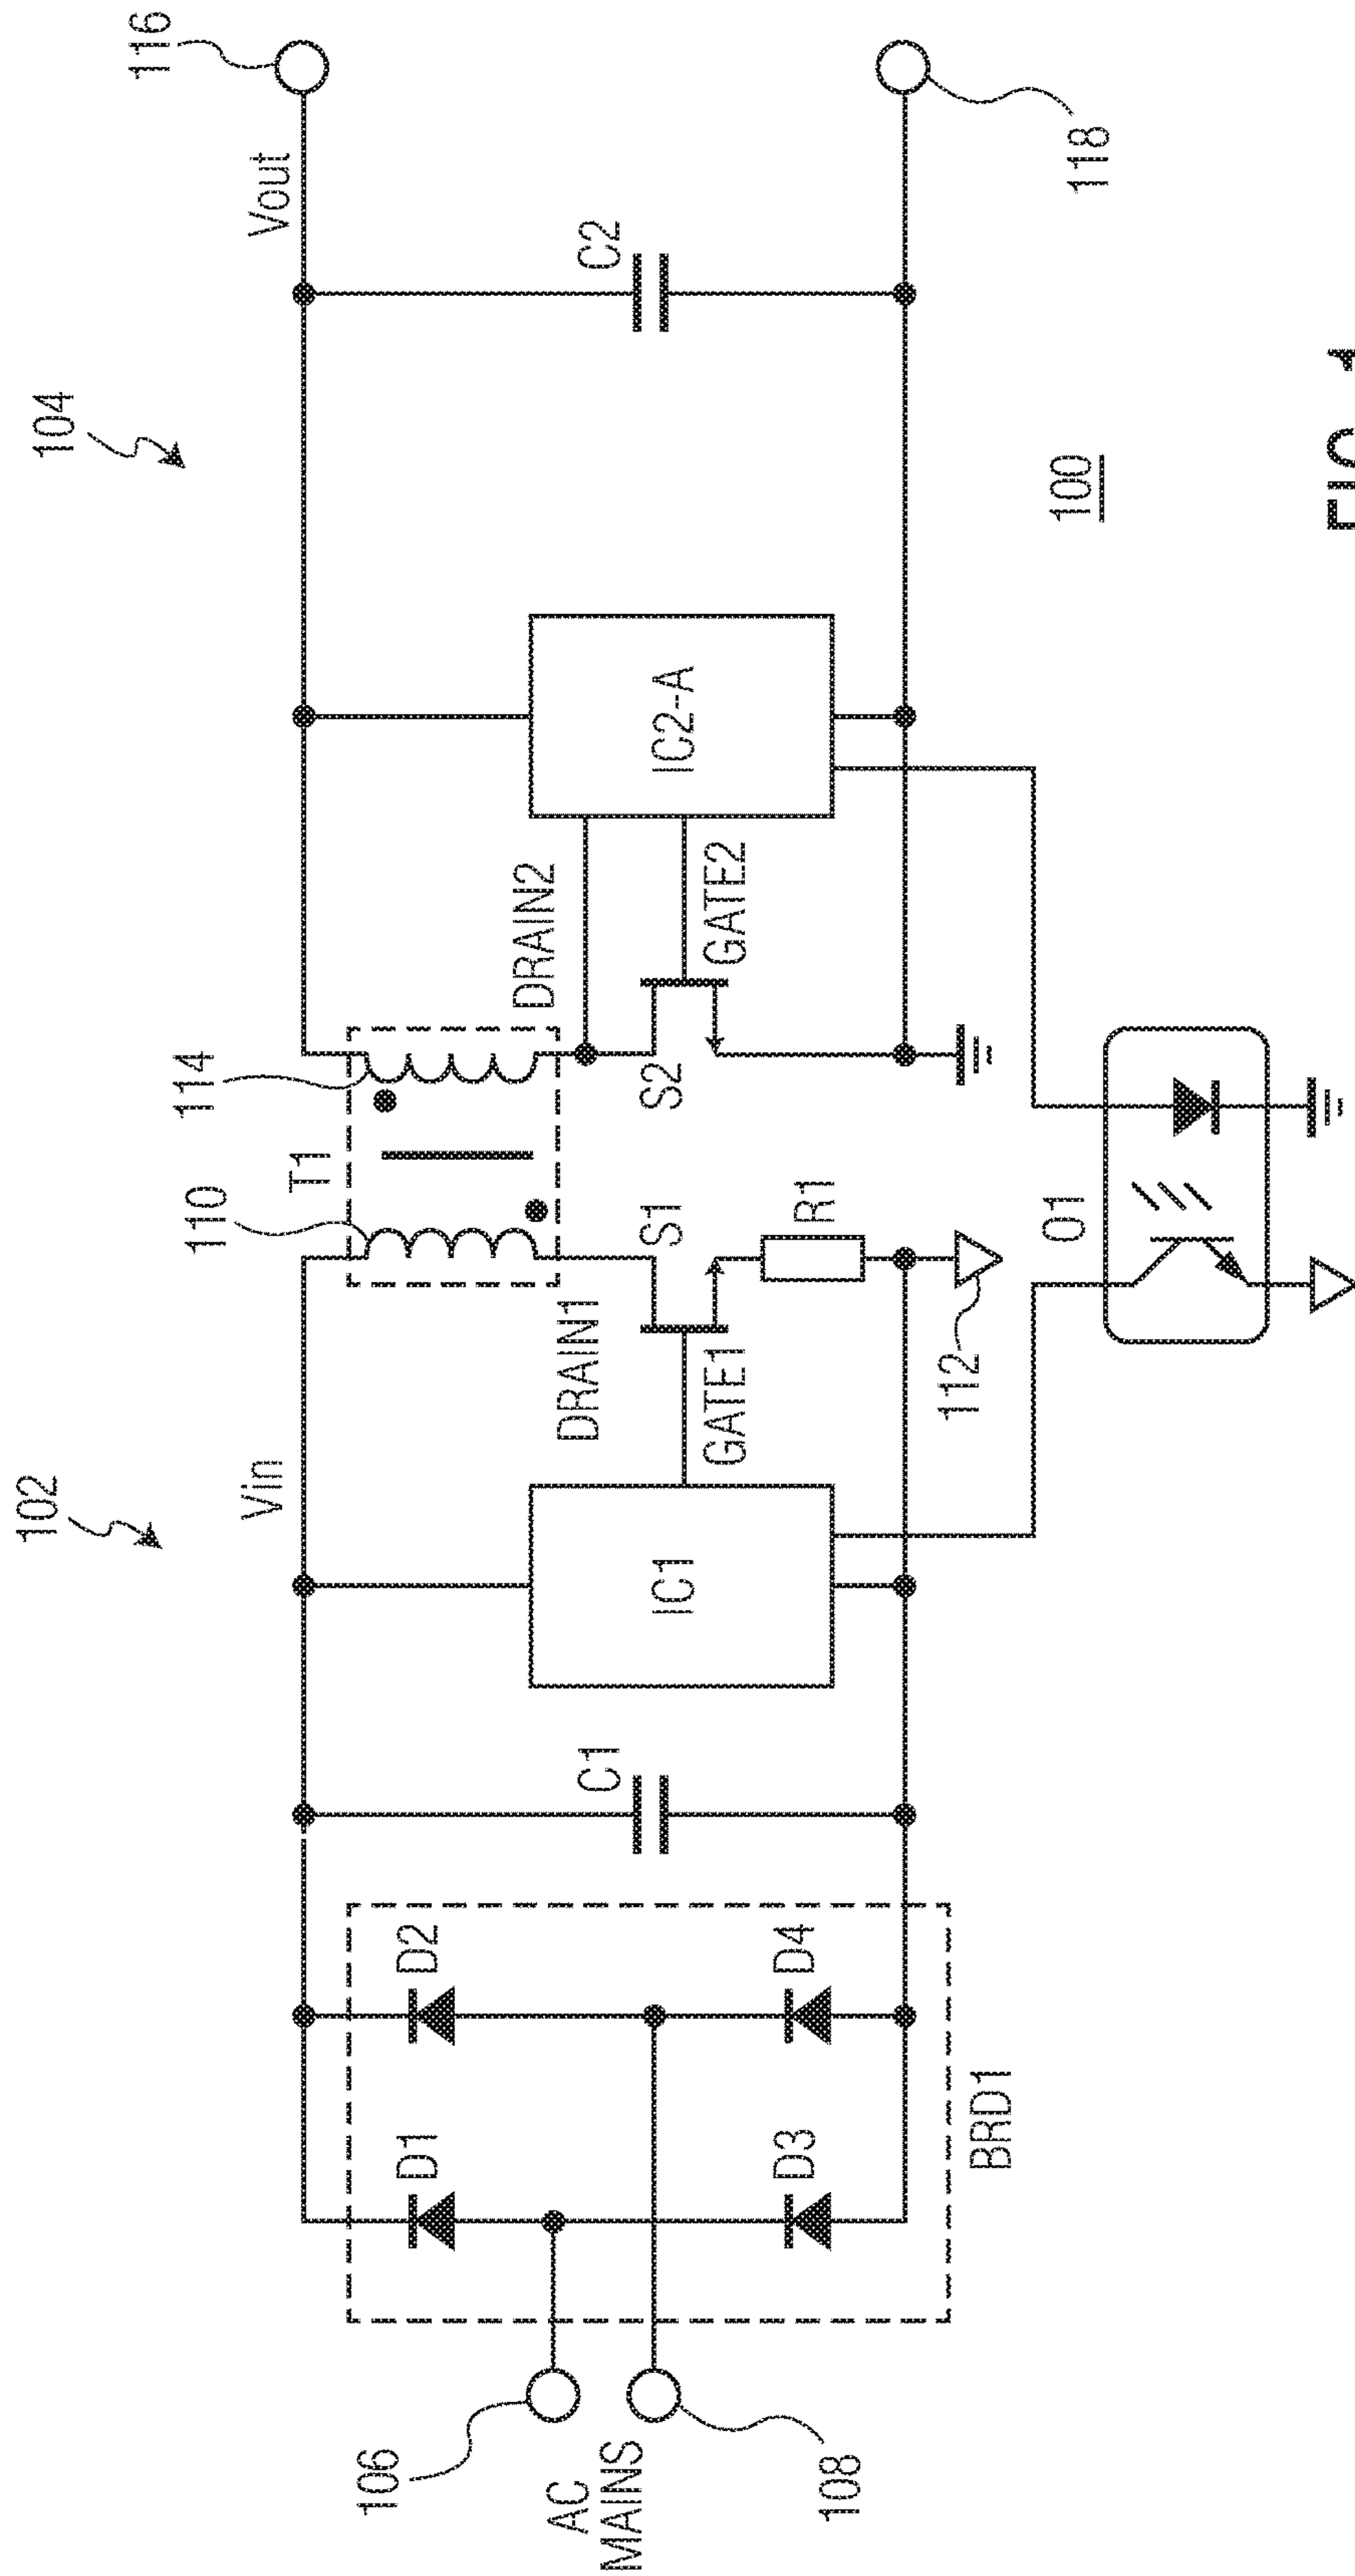 102
104
106
AC
MAINS
108
BRD1
D1
D2
D3
D4
C1
Vin
IC1
DRAIN1
GATE1
S1
R1
112
110
T1
114
DRAIN2
S2
GATE2
IC2-A
O1
C2
Vout
116
118
100